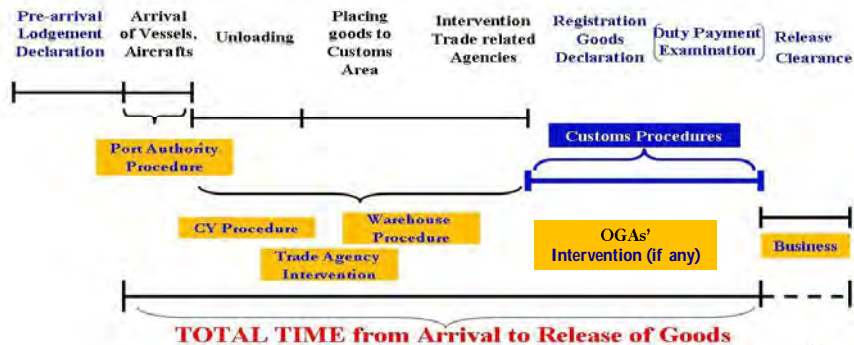 Pre-arrival
Lodgement
Declaration
Arrival
of Vessels,
Aircrafts
Unloading
Placing
goods to
Customs
Area
Intervention
Trade related
Agencies
Registration
Goods
Declaration
Duty Payment
Examination
Release
Clearance
Port Authority
Procedure
Customs Procedures
CY Procedure
Warehouse
Procedure
Trade Agency
Intervention
OGAs'
Intervention (if any)
Business
TOTAL TIME from Arrival to Release of Goods